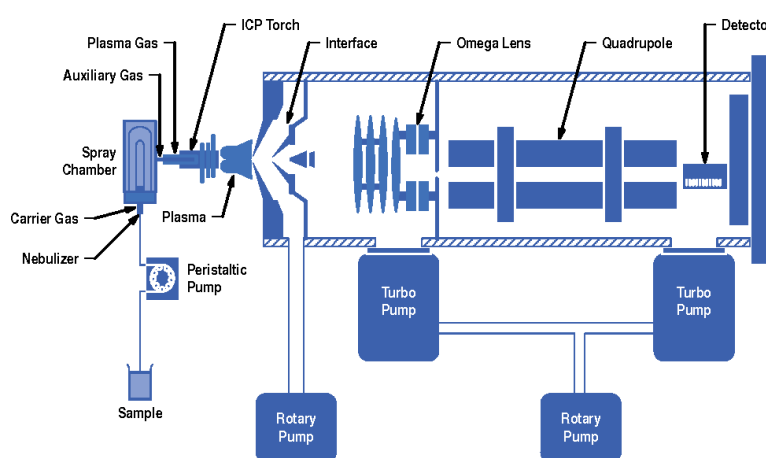 ICP Torch
Plasma Gas
Interface
Omega Lens
Quadrupole
Detecto
Auxiliary Gas
Spray
Chamber
Carrier Gas
Plasma
Nebulizer
Peristaltic
Pump
Turbo
Pump
Turbo
Pump
Sample
Rotary
Pump
Rotary
Pump